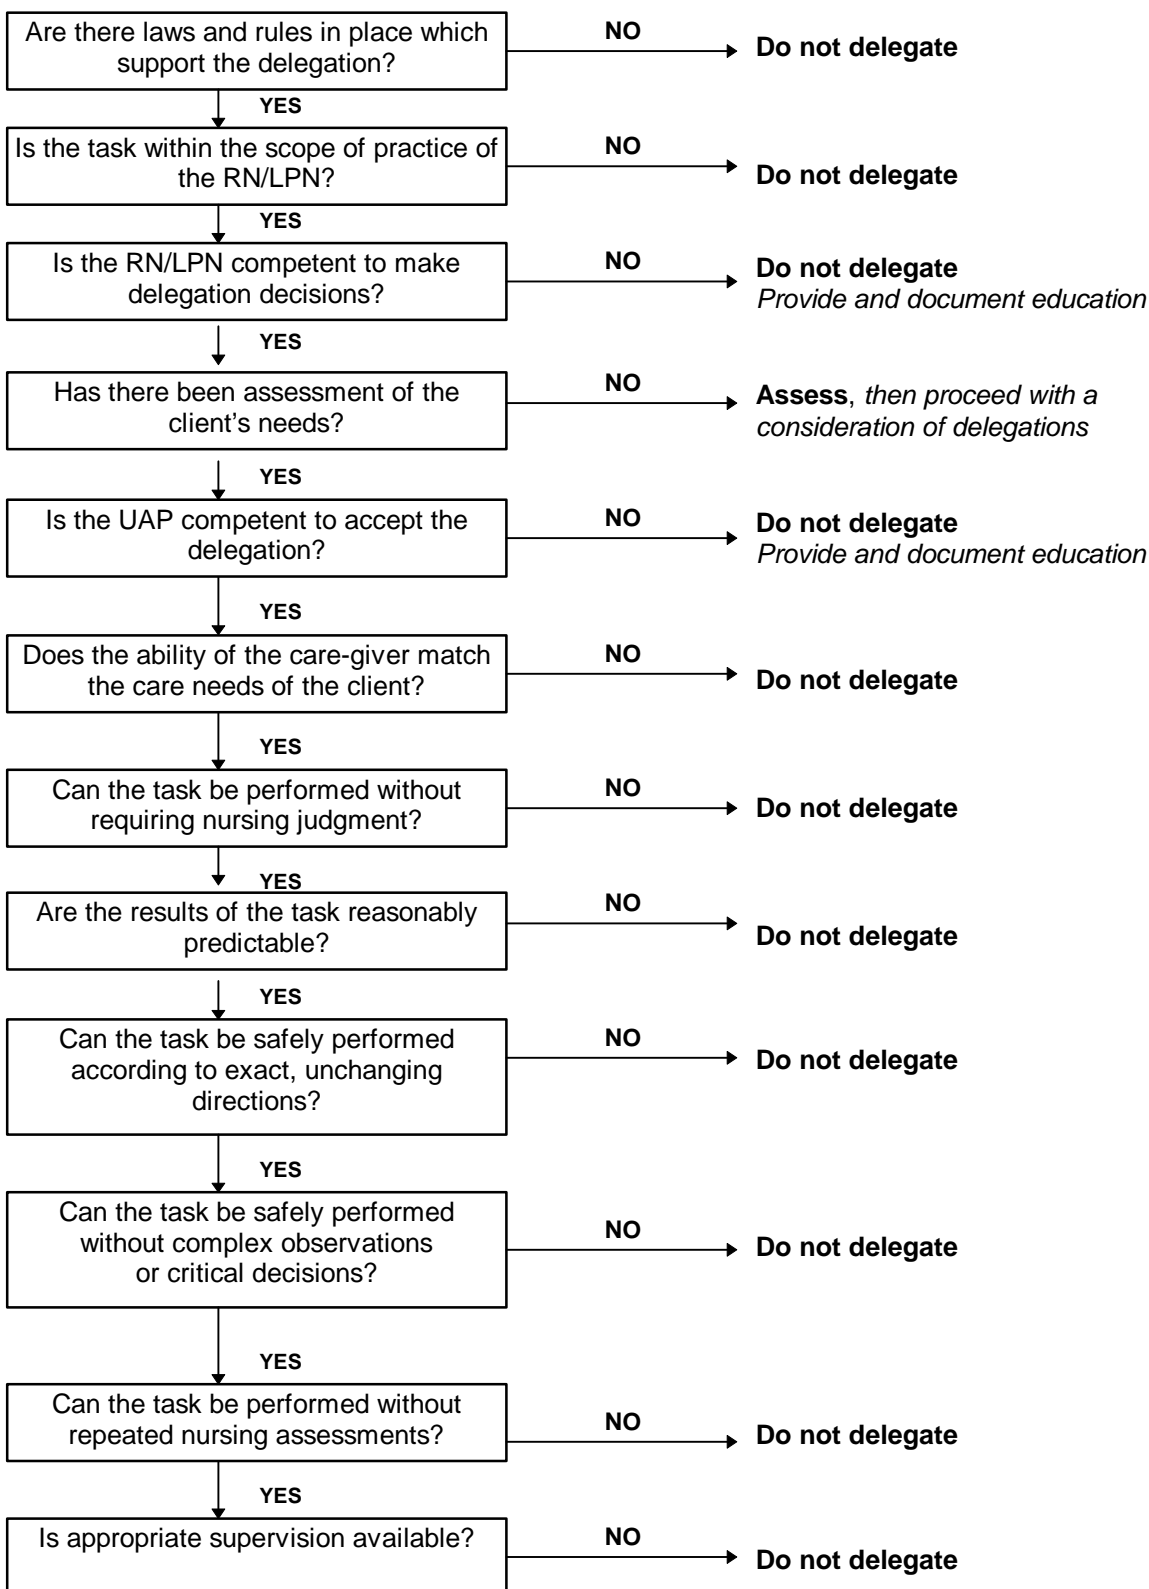 Are there laws and rules in place which
support the delegation?
NO
Do not delegate
YES
Is the task within the scope of practice of
the RN/LPN?
NO
Do not delegate
YES
Is the RN/LPN competent to make
delegation decisions?
NO
Do not delegate
Provide and document education
YES
Has there been assessment of the
client’s needs?
NO
Assess, then proceed with a
consideration of delegations
YES
Is the UAP competent to accept the
delegation?
NO
Do not delegate
Provide and document education
YES
Does the ability of the care-giver match
the care needs of the client?
NO
Do not delegate
YES
Can the task be performed without
requiring nursing judgment?
NO
Do not delegate
YES
Are the results of the task reasonably
predictable?
NO
Do not delegate
YES
Can the task be safely performed
according to exact, unchanging
directions?
NO
Do not delegate
YES
Can the task be safely performed
without complex observations
or critical decisions?
NO
Do not delegate
YES
Can the task be performed without
repeated nursing assessments?
NO
Do not delegate
YES
Is appropriate supervision available?
NO
Do not delegate